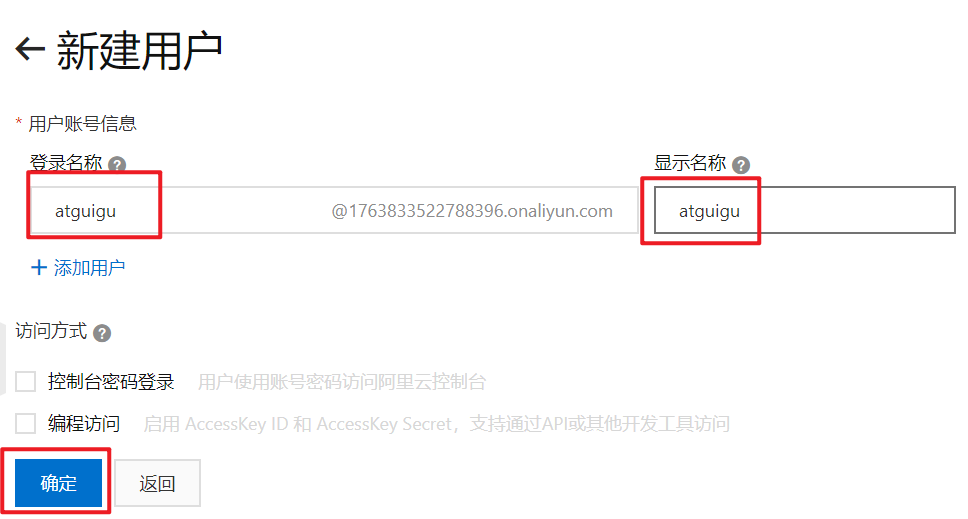 ← 新建用户
* 用户账号信息
登录名称 ?
显示名称 ?
atguigu @1763833522788396.onaliyun.com
atguigu
+ 添加用户
访问方式 ?
控制台密码登录 用户使用账号密码访问阿里云控制台
编程访问 启用 AccessKey ID 和 AccessKey Secret，支持通过API或其他开发工具访问
确定 返回